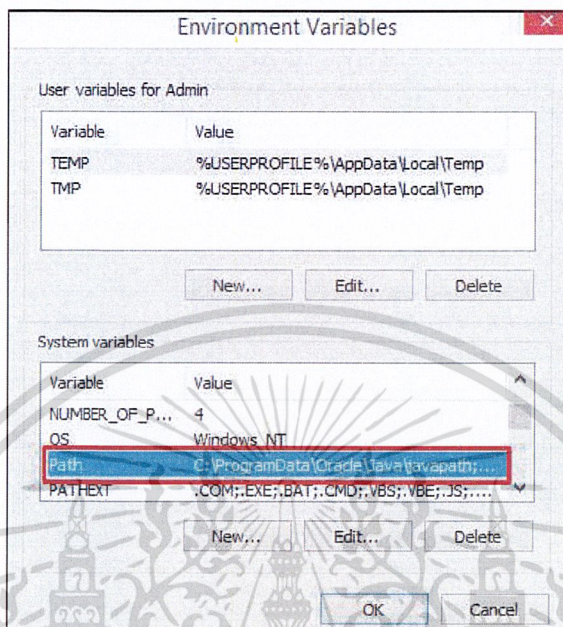 Environment Variables
User variables for Admin
Variable Value
TEMP %USERPROFILE%\AppData\Local\Temp
TMP %USERPROFILE%\AppData\Local\Temp
New... Edit... Delete
System variables
Variable Value
NUMBER_OF_P... 4
OS Windows_NT
Path C:\ProgramData\Oracle\Java\javapath;...
PATHEXT .COM;.EXE;.BAT;.CMD;.VBS;.VBE;.JS;....
New... Edit... Delete
OK Cancel